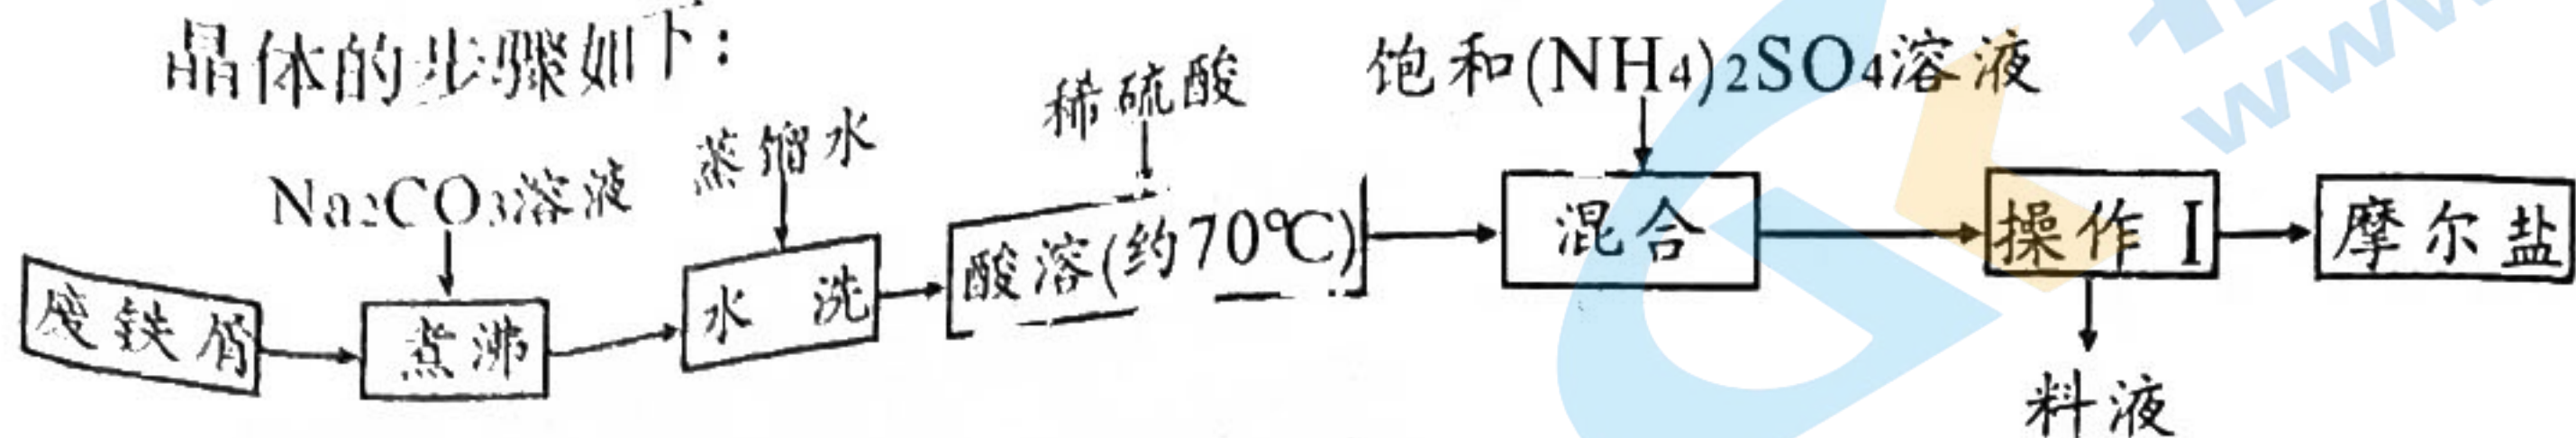 晶体的步骤如下:
稀硫酸
饱和(NH4)2SO4溶液
蒸馏水
Na2CO3溶液
废铁屑
煮沸
水洗
酸溶(约70℃)
混合
操作I
摩尔盐
料液
www